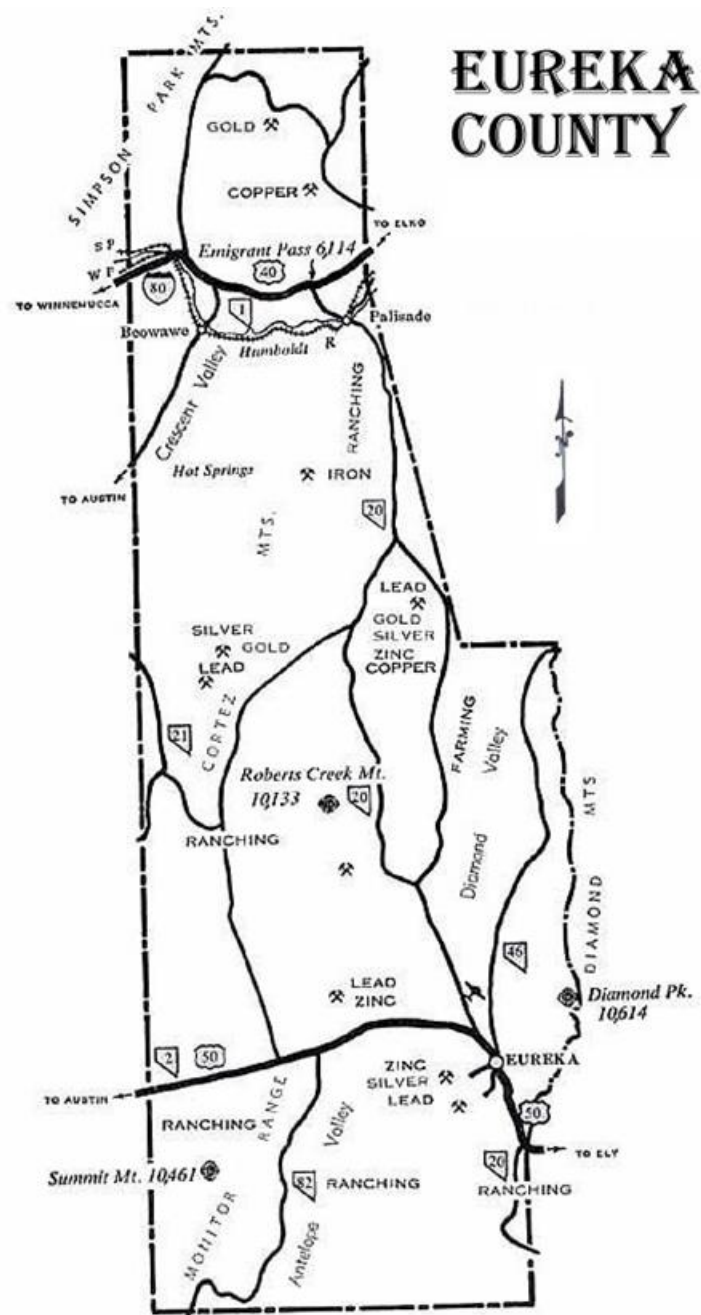 EUREKA
COUNTY
SIMPSON PARK MTS.
GOLD
COPPER
TO ELKO
Emigrant Pass 6,114
S P
W P
40
80
TO WINNEMUCCA
1
Beowawe
Palisade
Humboldt R
Crescent Valley
RANCHING
Hot Springs
IRON
TO AUSTIN
20
MTS.
LEAD
GOLD
SILVER
ZINC
COPPER
SILVER
GOLD
LEAD
CORTEZ
21
FARMING
Valley
Diamond
Roberts Creek Mt.
10,133
20
DIAMOND MTS
RANCHING
46
LEAD
ZINC
Diamond Pk.
10,614
2
50
EUREKA
ZINC
SILVER
LEAD
TO AUSTIN
50
RANCHING
RANGE
Valley
TO ELY
20
Summit Mt. 10,461
82
RANCHING
RANCHING
MONITOR
Antelope